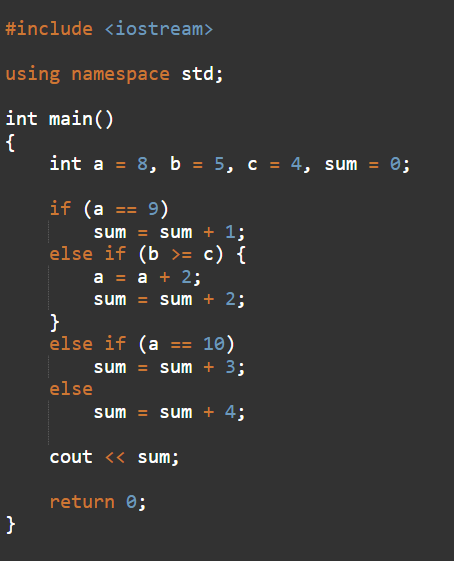 #include <iostream>
using namespace std;
int main()
{
    int a = 8, b = 5, c = 4, sum = 0;
    if (a == 9)
        sum = sum + 1;
    else if (b >= c) {
        a = a + 2;
        sum = sum + 2;
    }
    else if (a == 10)
        sum = sum + 3;
    else
        sum = sum + 4;
    cout << sum;
    return 0;
}